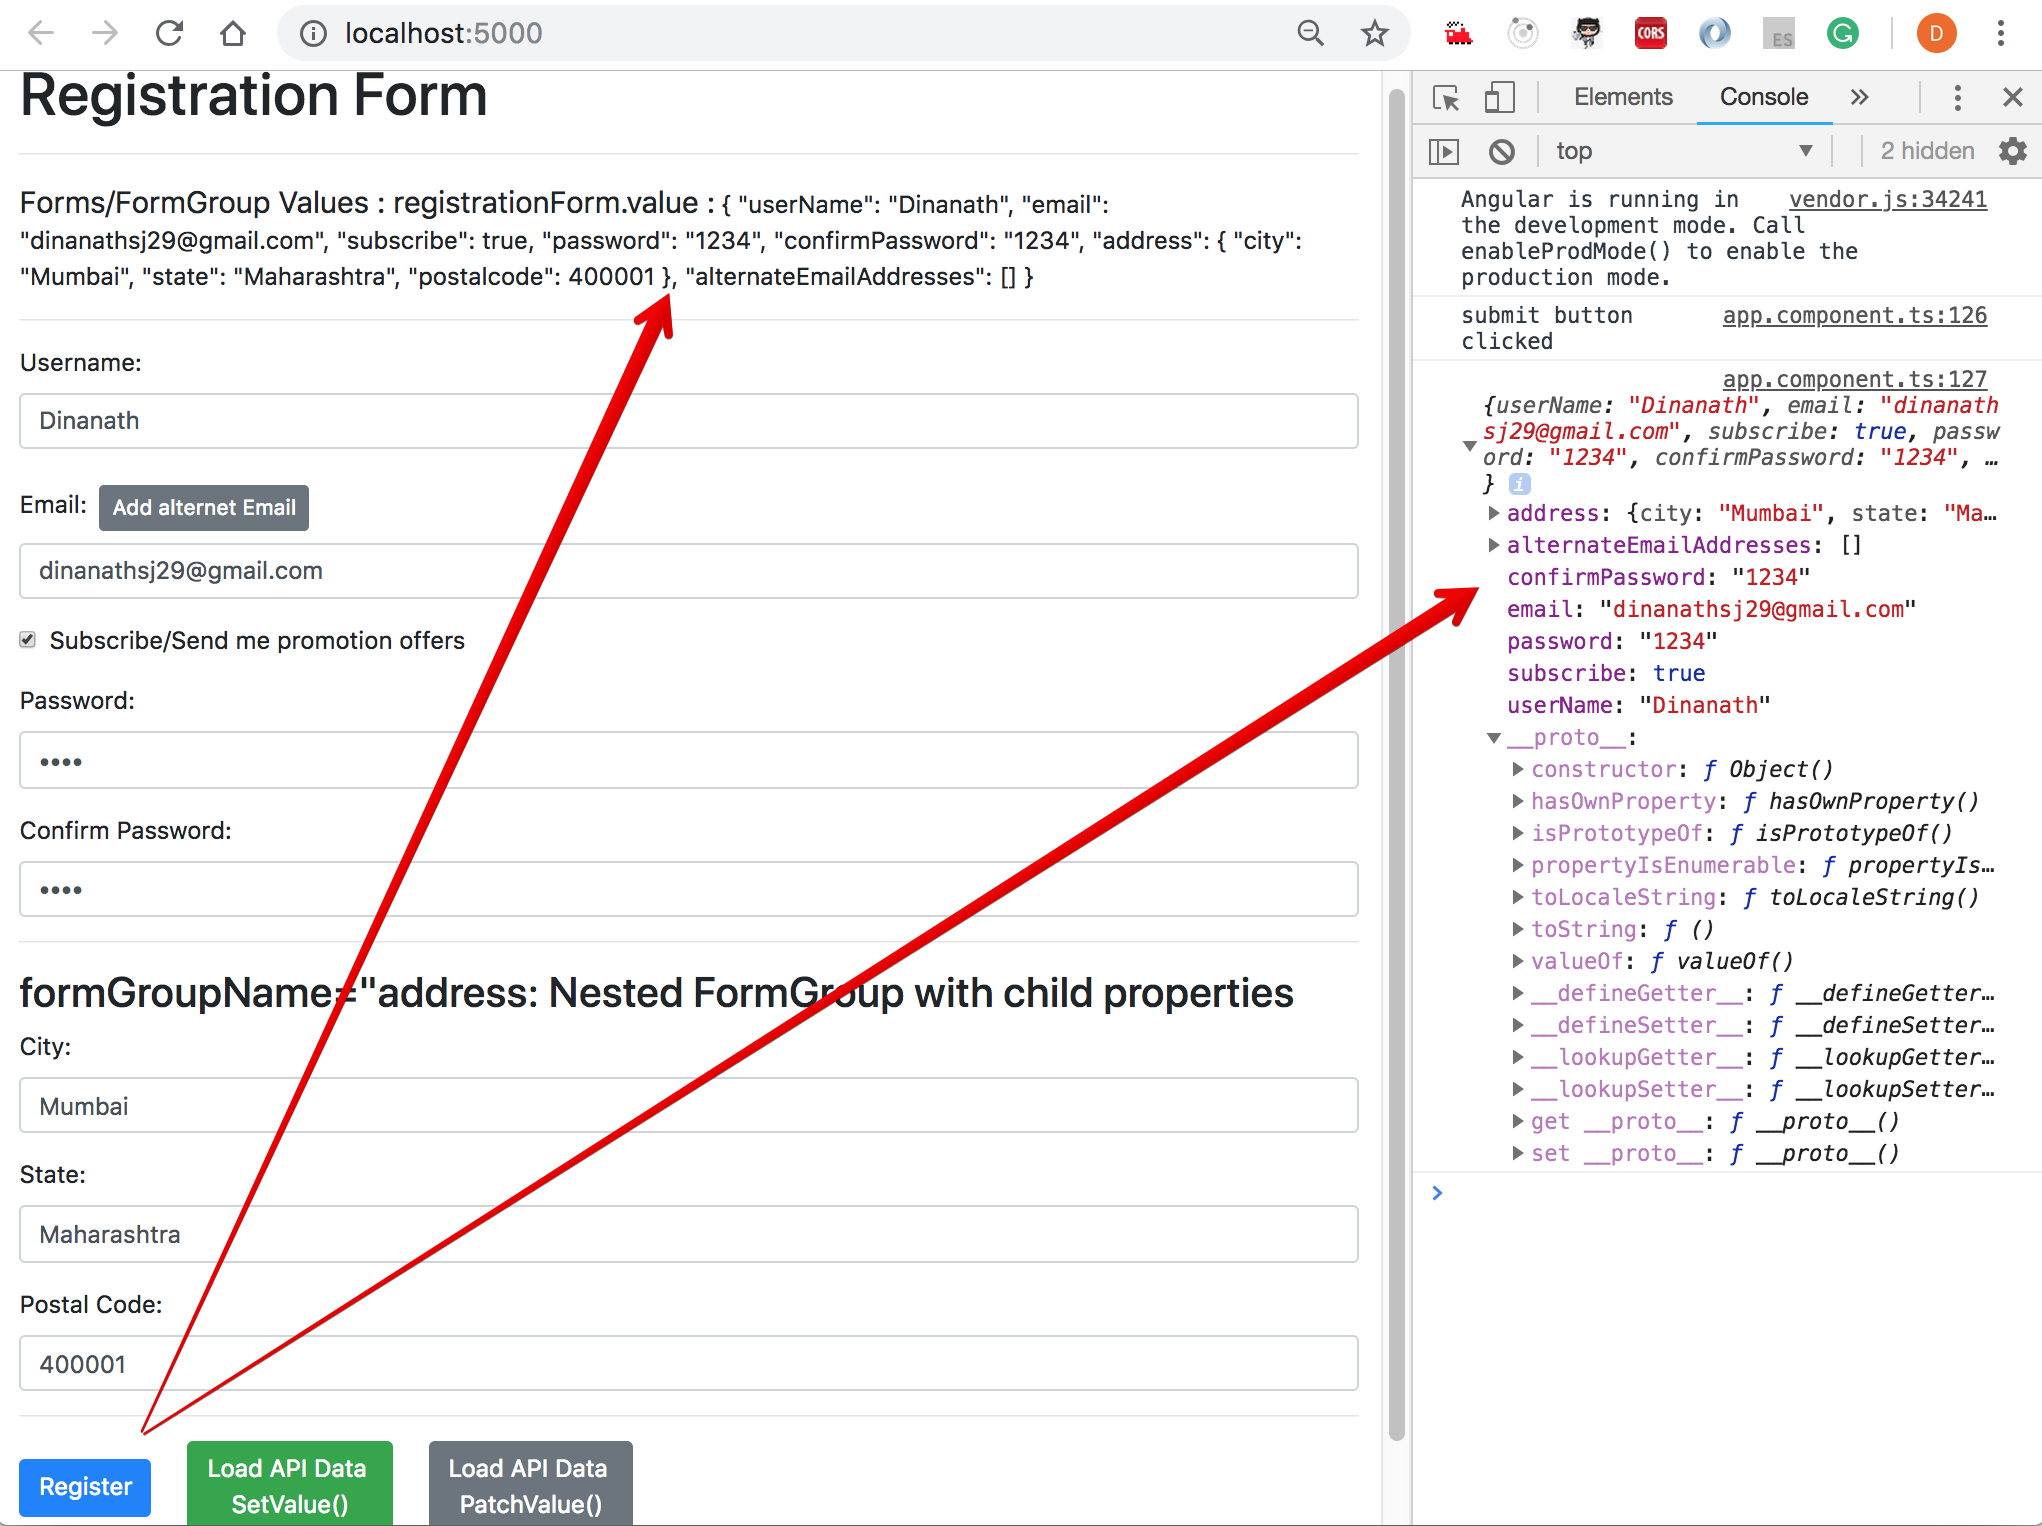 localhost:5000
CORS
ES
G
D
Registration Form
Forms/FormGroup Values : registrationForm.value : { "userName": "Dinanath", "email":
"dinanathsj29@gmail.com", "subscribe": true, "password": "1234", "confirmPassword": "1234", "address": { "city":
"Mumbai", "state": "Maharashtra", "postalcode": 400001 }, "alternateEmailAddresses": [] }
Username:
Dinanath
Email: Add alternet Email
dinanathsj29@gmail.com
Subscribe/Send me promotion offers
Password:
••••
Confirm Password:
••••
formGroupName="address: Nested FormGroup with child properties
City:
Mumbai
State:
Maharashtra
Postal Code:
400001
Register
Load API Data
SetValue()
Load API Data
PatchValue()
Elements Console »
top ▼ 2 hidden
Angular is running in vendor.js:34241
the development mode. Call
enableProdMode() to enable the
production mode.
submit button app.component.ts:126
clicked
app.component.ts:127
{userName: "Dinanath", email: "dinanath
sj29@gmail.com", subscribe: true, passw
ord: "1234", confirmPassword: "1234", …
} i
address: {city: "Mumbai", state: "Ma…
alternateEmailAddresses: []
confirmPassword: "1234"
email: "dinanathsj29@gmail.com"
password: "1234"
subscribe: true
userName: "Dinanath"
__proto__:
constructor: ƒ Object()
hasOwnProperty: ƒ hasOwnProperty()
isPrototypeOf: ƒ isPrototypeOf()
propertyIsEnumerable: ƒ propertyIs…
toLocaleString: ƒ toLocaleString()
toString: ƒ ()
valueOf: ƒ valueOf()
__defineGetter__: ƒ __defineGetter…
__defineSetter__: ƒ __defineSetter…
__lookupGetter__: ƒ __lookupGetter…
__lookupSetter__: ƒ __lookupSetter…
get __proto__: ƒ __proto__()
set __proto__: ƒ __proto__()